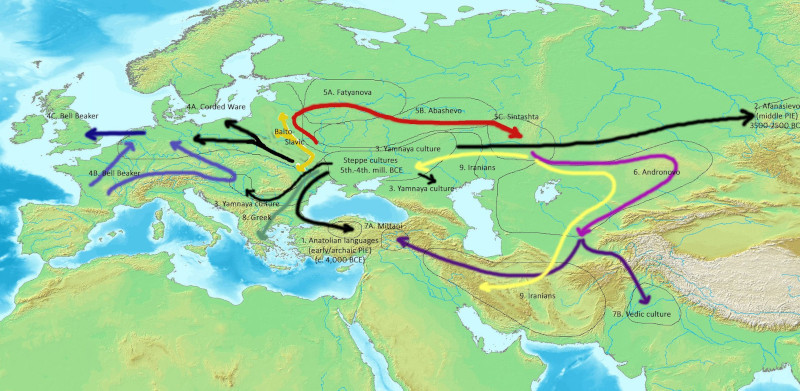 5A. Fatyanova
4A. Corded Ware
5B. Abashevo
2. Afanasievo
(middle PIE)
3500-2500 BC
4C. Bell Beaker
5C. Sintashta
Balto-
Slavic
3. Yamnaya culture
Steppe cultures
5th.-4th. mill. BCE.
9. Iranians
6. Andronovo
4B. Bell Beaker
3. Yamnaya culture
3. Yamnaya culture
8. Greek
7A. Mittani
1. Anatolian languages
(early/archaic PIE)
(c. 4,000 BCE)
9. Iranians
7B. Vedic culture